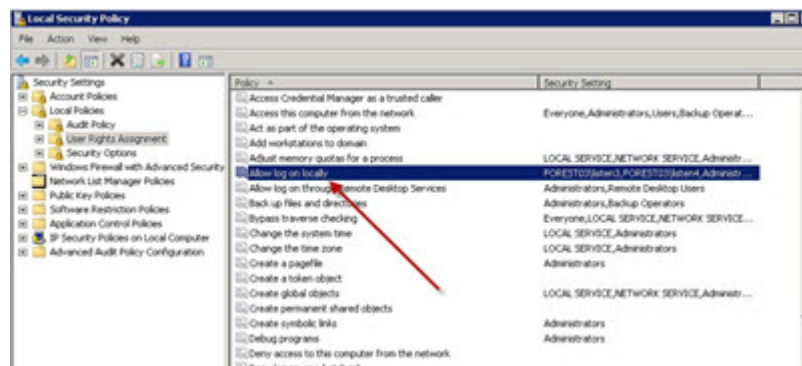 Local Security Policy
File Action View Help
Security Settings
Account Policies
Local Policies
Audit Policy
User Rights Assignment
Security Options
Windows Firewall with Advanced Security
Network List Manager Policies
Public Key Policies
Software Restriction Policies
Application Control Policies
IP Security Policies on Local Computer
Advanced Audit Policy Configuration
Policy Security Setting
Access Credential Manager as a trusted caller
Access this computer from the network Everyone,Administrators,Users,Backup Operat...
Act as part of the operating system
Add workstations to domain
Adjust memory quotas for a process LOCAL SERVICE,NETWORK SERVICE,Administr...
Allow log on locally FOREST03\listen3,FOREST03\listen4,Administr...
Allow log on through Remote Desktop Services Administrators,Remote Desktop Users
Back up files and directories Administrators,Backup Operators
Bypass traverse checking Everyone,LOCAL SERVICE,NETWORK SERVICE...
Change the system time LOCAL SERVICE,Administrators
Change the time zone LOCAL SERVICE,Administrators
Create a pagefile Administrators
Create a token object
Create global objects LOCAL SERVICE,NETWORK SERVICE,Administr...
Create permanent shared objects
Create symbolic links Administrators
Debug programs Administrators
Deny access to this computer from the network